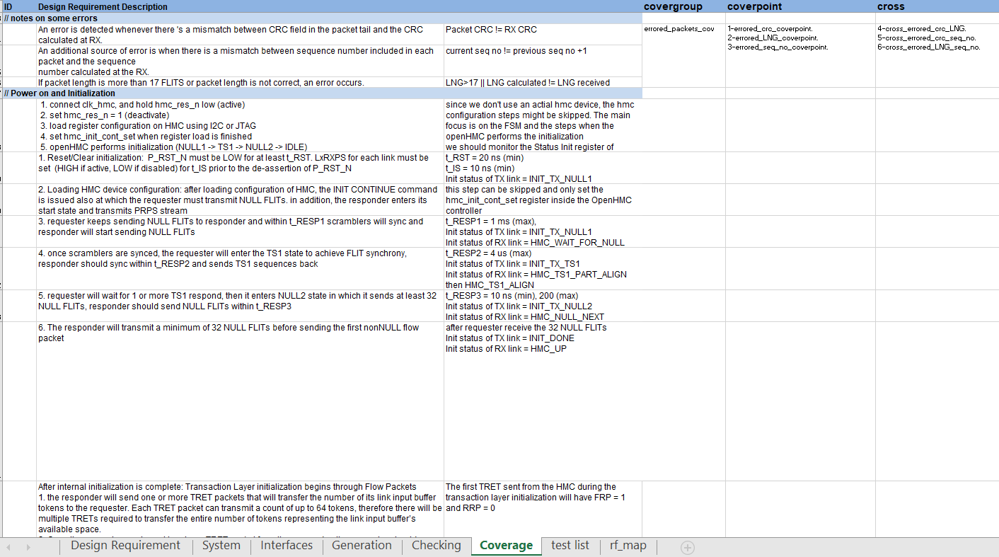 ID Design Requirement Description covergroup coverpoint cross
// notes on some errors
An error is detected whenever there 's a mismatch between CRC field in the packet tail and the CRC
calculated at RX.
Packet CRC != RX CRC
errored_packets_cov
1-errored_crc_coverpoint.
2-errored_LNG_coverpoint.
3-errored_seq_no_coverpoint.
4-cross_errored_crc_LNG.
5-cross_errored_crc_seq_no.
6-cross_errored_LNG_seq_no.
An additional source of error is when there is a mismatch between sequence number included in each
packet and the sequence
number calculated at the RX.
current seq no != previous seq no +1
If packet length is more than 17 FLITS or packet length is not correct, an error occurs.
LNG>17 || LNG calculated != LNG received
// Power on and Initialization
1. connect clk_hmc, and hold hmc_res_n low (active)
2. set hmc_res_n = 1 (deactivate)
3. load register configuration on HMC using I2C or JTAG
4. set hmc_init_cont_set when register load is finished
5. openHMC performs initialization (NULL1 -> TS1 -> NULL2 -> IDLE)
since we don't use an actial hmc device, the hmc
configuration steps might be skipped. The main
focus is on the FSM and the steps when the
openHMC performs the initialization
we should monitor the Status Init register of
1. Reset/Clear initialization: P_RST_N must be LOW for at least t_RST. LxRXPS for each link must be
set (HIGH if active, LOW if disabled) for t_IS prior to the de-assertion of P_RST_N
t_RST = 20 ns (min)
t_IS = 10 ns (min)
Init status of TX link = INIT_TX_NULL1
2. Loading HMC device configuration: after loading configuration of HMC, the INIT CONTINUE command
is issued also at which the requester must transmit NULL FLITs. in addition, the responder enters its
start state and transmits PRPS stream
this step can be skipped and only set the
hmc_init_cont_set register inside the OpenHMC
controller
3. requester keeps sending NULL FLITs to responder and within t_RESP1 scramblers will sync and
responder will start sending NULL FLITs
t_RESP1 = 1 ms (max),
Init status of TX link = INIT_TX_NULL1
Init status of RX link = HMC_WAIT_FOR_NULL
4. once scramblers are synced, the requester will enter the TS1 state to achieve FLIT synchrony,
responder should sync within t_RESP2 and sends TS1 sequences back
t_RESP2 = 4 us (max)
Init status of TX link = INIT_TX_TS1
Init status of RX link = HMC_TS1_PART_ALIGN
then HMC_TS1_ALIGN
5. requester will wait for 1 or more TS1 respond, then it enters NULL2 state in which it sends at least 32
NULL FLITs, responder should send NULL FLITs within t_RESP3
t_RESP3 = 10 ns (min), 200 (max)
Init status of TX link = INIT_TX_NULL2
Init status of RX link = HMC_NULL_NEXT
6. The responder will transmit a minimum of 32 NULL FLITs before sending the first nonNULL flow
packet
after requester receive the 32 NULL FLITs
Init status of TX link = INIT_DONE
Init status of RX link = HMC_UP
After internal initialization is complete: Transaction Layer initialization begins through Flow Packets
1. the responder will send one or more TRET packets that will transfer the number of its link input buffer
tokens to the requester. Each TRET packet can transmit a count of up to 64 tokens, therefore there will be
multiple TRETs required to transfer the entire number of tokens representing the link input buffer's
available space.
The first TRET sent from the HMC during the
transaction layer initialization will have FRP = 1
and RRP = 0
Design Requirement System Interfaces Generation Checking Coverage test list rf_map